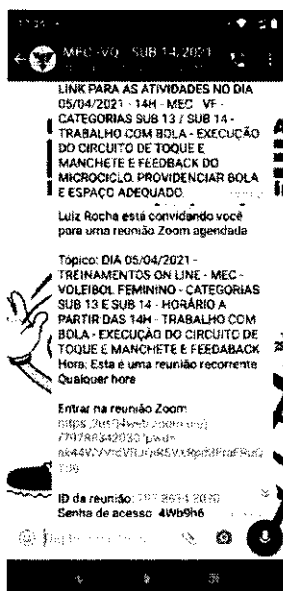 MEC -VQ - SUB 14/2021
LINK PARA AS ATIVIDADES NO DIA
05/04/2021 - 14H - MEC VF -
CATEGORIAS SUB 13 / SUB 14 -
TRABALHO COM BOLA - EXECUÇÃO
DO CIRCUITO DE TOQUE E
MANCHETE E FEEDBACK DO
MICROCICLO. PROVIDENCIAR BOLA
E ESPAÇO ADEQUADO.
Luiz Rocha está convidando você
para uma reunião Zoom agendada
Tópico: DIA 05/04/2021 -
TREINAMENTOS ON LINE - MEC -
VOLEIBOL FEMININO - CATEGORIAS
SUB 13 E SUB 14 - HORÁRIO A
PARTIR DAS 14H - TRABALHO COM
BOLA - EXECUÇÃO DO CIRCUITO DE
TOQUE E MANCHETE E FEEDABACK
Hora: Esta é uma reunião recorrente
Qualquer hora
Entrar na reunião Zoom
ID da reunião:
Senha de acesso: 4Wb9h6